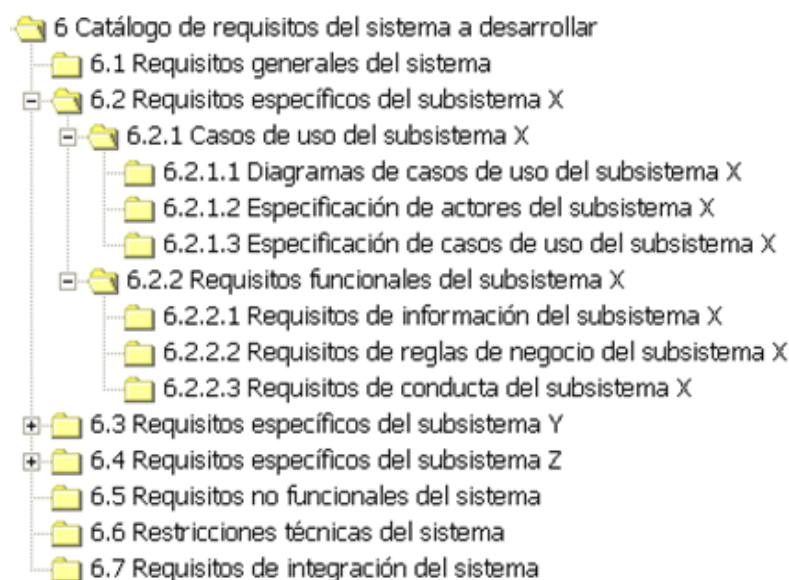 6 Catálogo de requisitos del sistema a desarrollar
6.1 Requisitos generales del sistema
6.2 Requisitos específicos del subsistema X
6.2.1 Casos de uso del subsistema X
6.2.1.1 Diagramas de casos de uso del subsistema X
6.2.1.2 Especificación de actores del subsistema X
6.2.1.3 Especificación de casos de uso del subsistema X
6.2.2 Requisitos funcionales del subsistema X
6.2.2.1 Requisitos de información del subsistema X
6.2.2.2 Requisitos de reglas de negocio del subsistema X
6.2.2.3 Requisitos de conducta del subsistema X
6.3 Requisitos específicos del subsistema Y
6.4 Requisitos específicos del subsistema Z
6.5 Requisitos no funcionales del sistema
6.6 Restricciones técnicas del sistema
6.7 Requisitos de integración del sistema